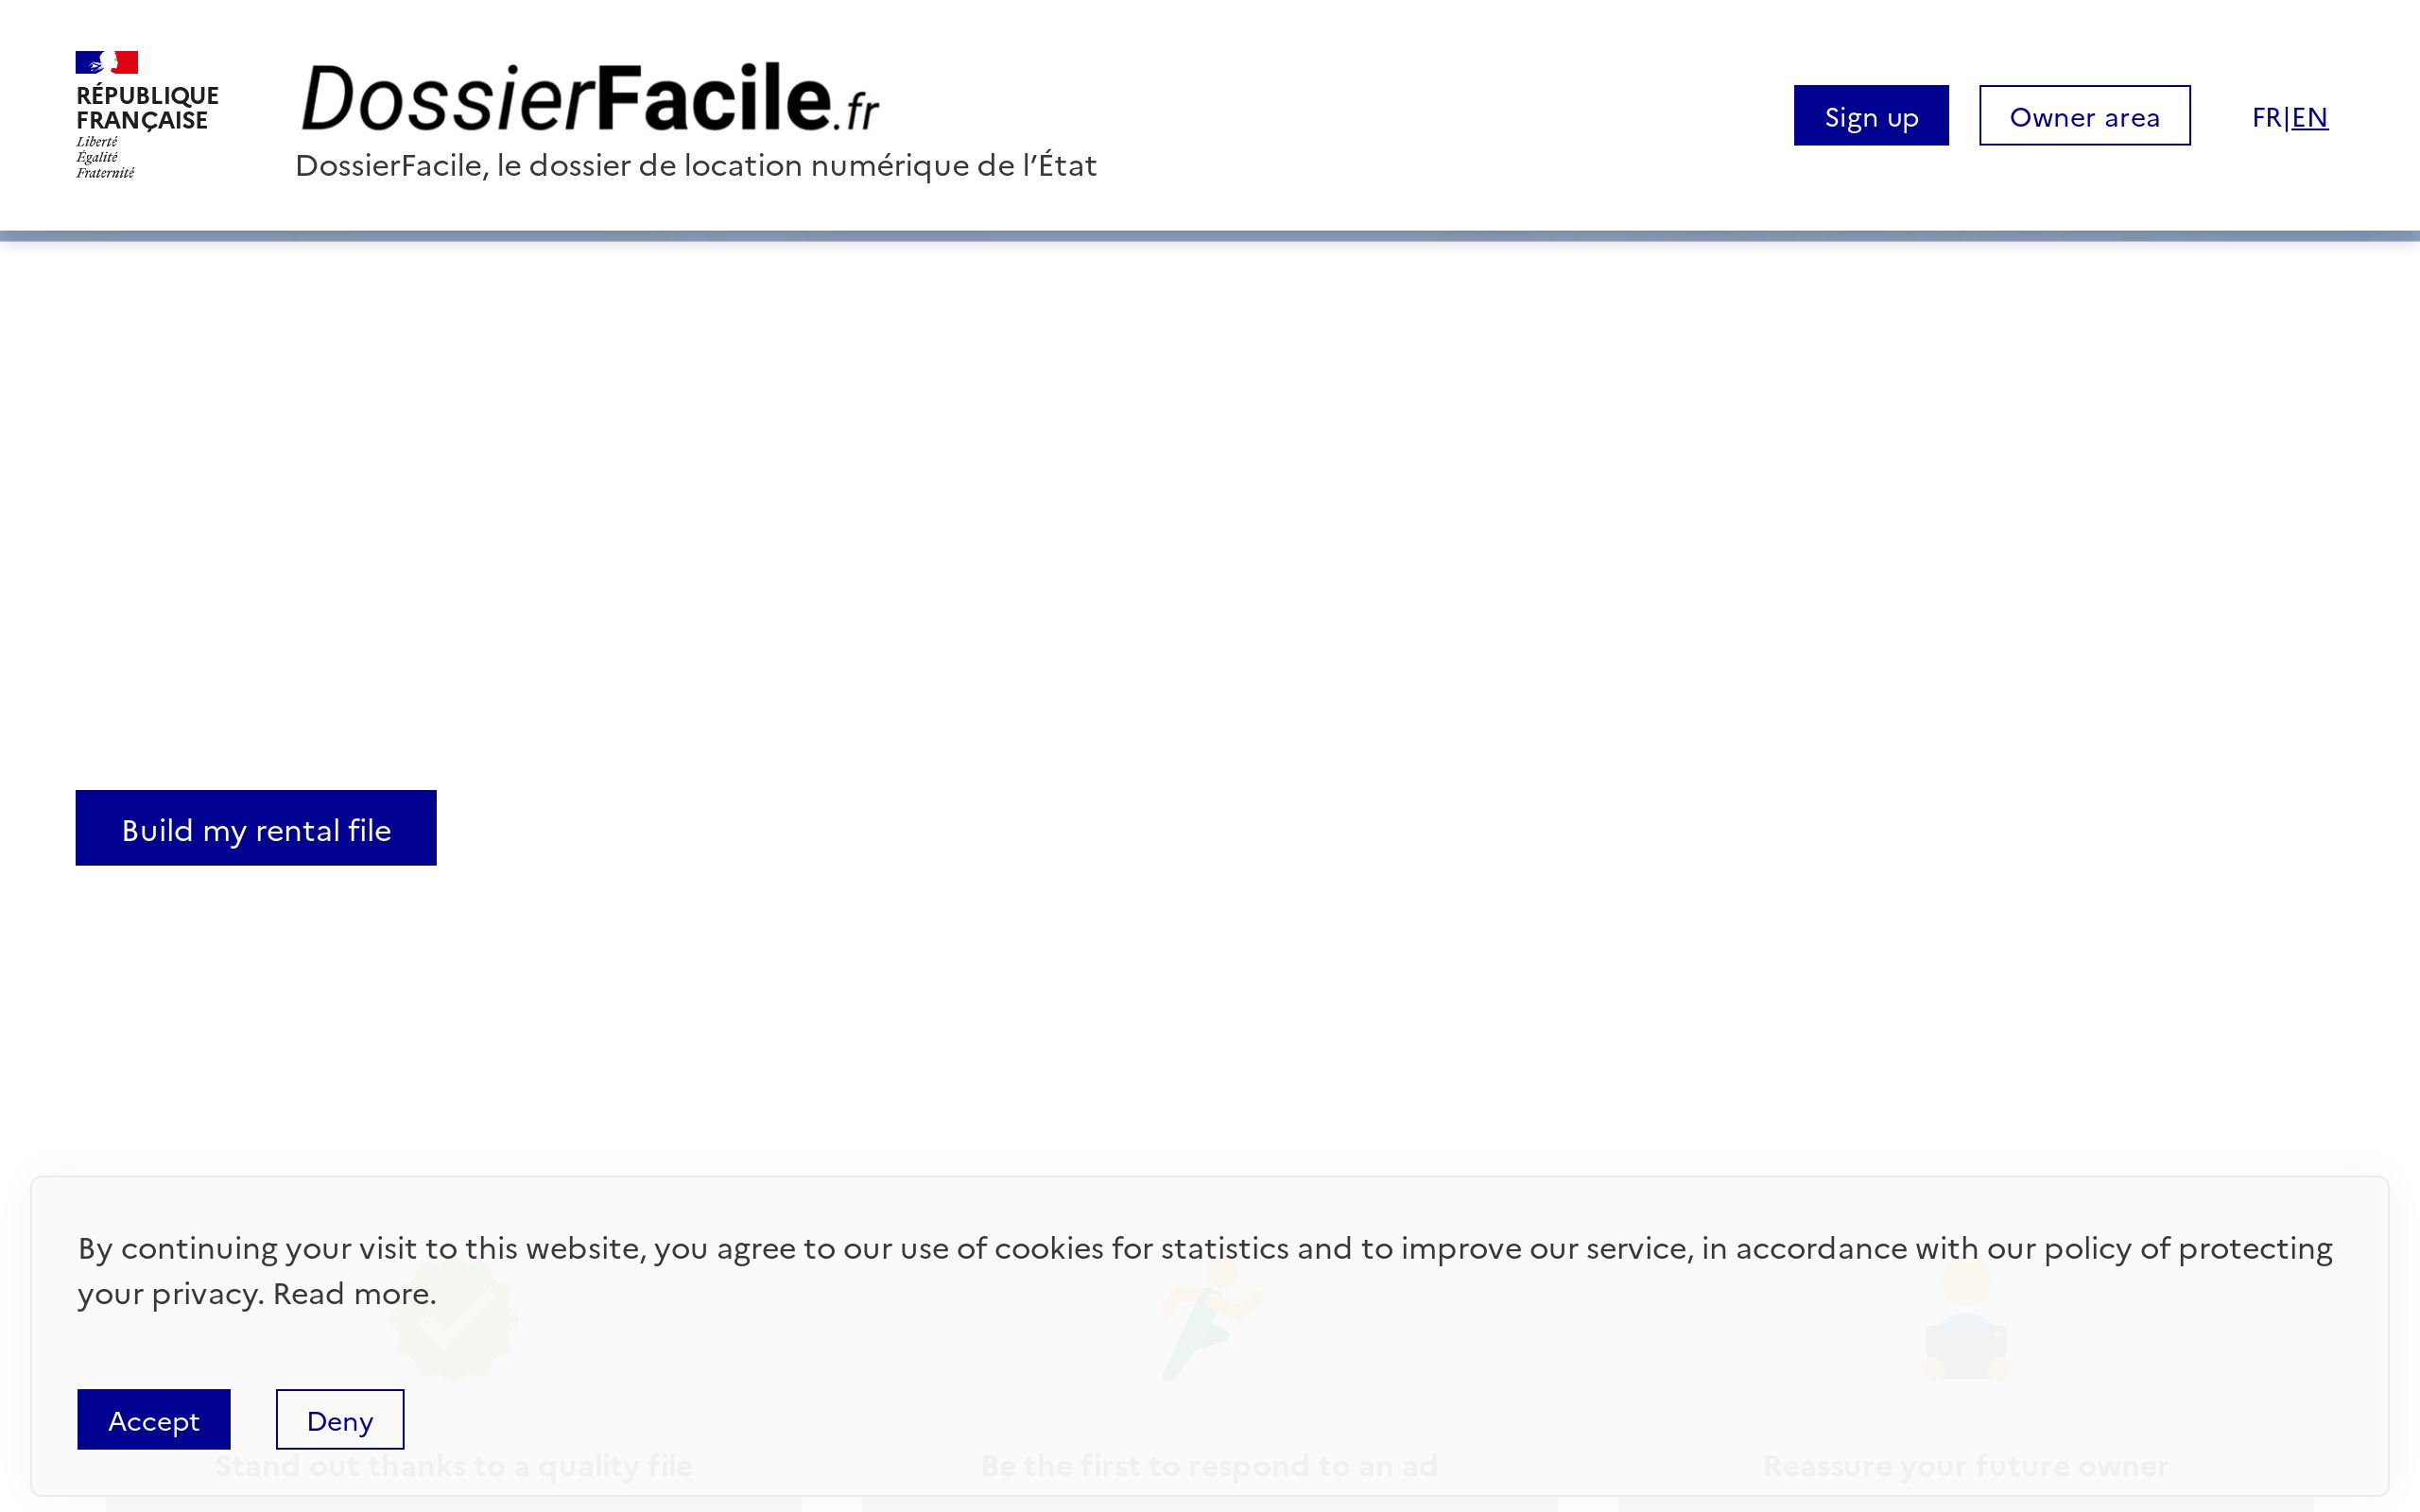 RÉPUBLIQUE
FRANÇAISE
Liberté
Égalité
Fraternité
DossierFacile.fr
DossierFacile, le dossier de location numérique de l’État
Sign up
Owner area
FR|EN
Build my rental file
By continuing your visit to this website, you agree to our use of cookies for statistics and to improve our service, in accordance with our policy of protecting
your privacy. Read more.
Accept
Deny
Stand out thanks to a quality file
Be the first to respond to an ad
Reassure your future owner